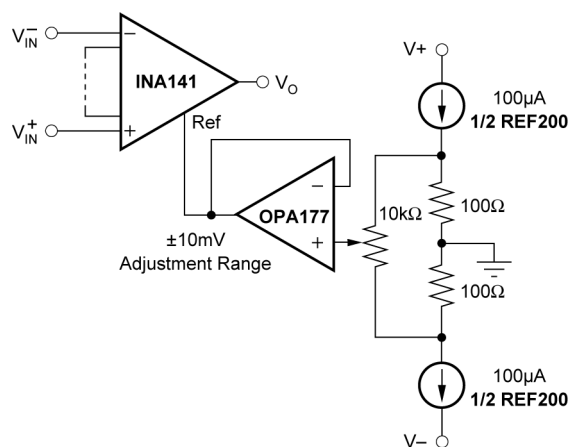 V⁻IN
V⁺IN
INA141
VO
Ref
−
+
V+
100µA
1/2 REF200
−
+
OPA177
10kΩ
100Ω
100Ω
±10mV
Adjustment Range
100µA
1/2 REF200
V–